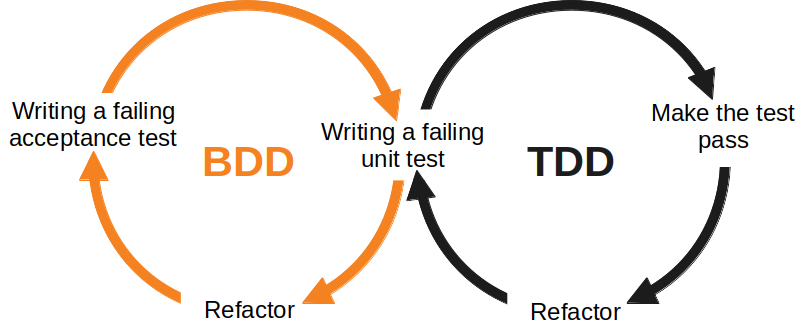 Writing a failing
acceptance test
BDD
Writing a failing
unit test
TDD
Make the test
pass
Refactor
Refactor